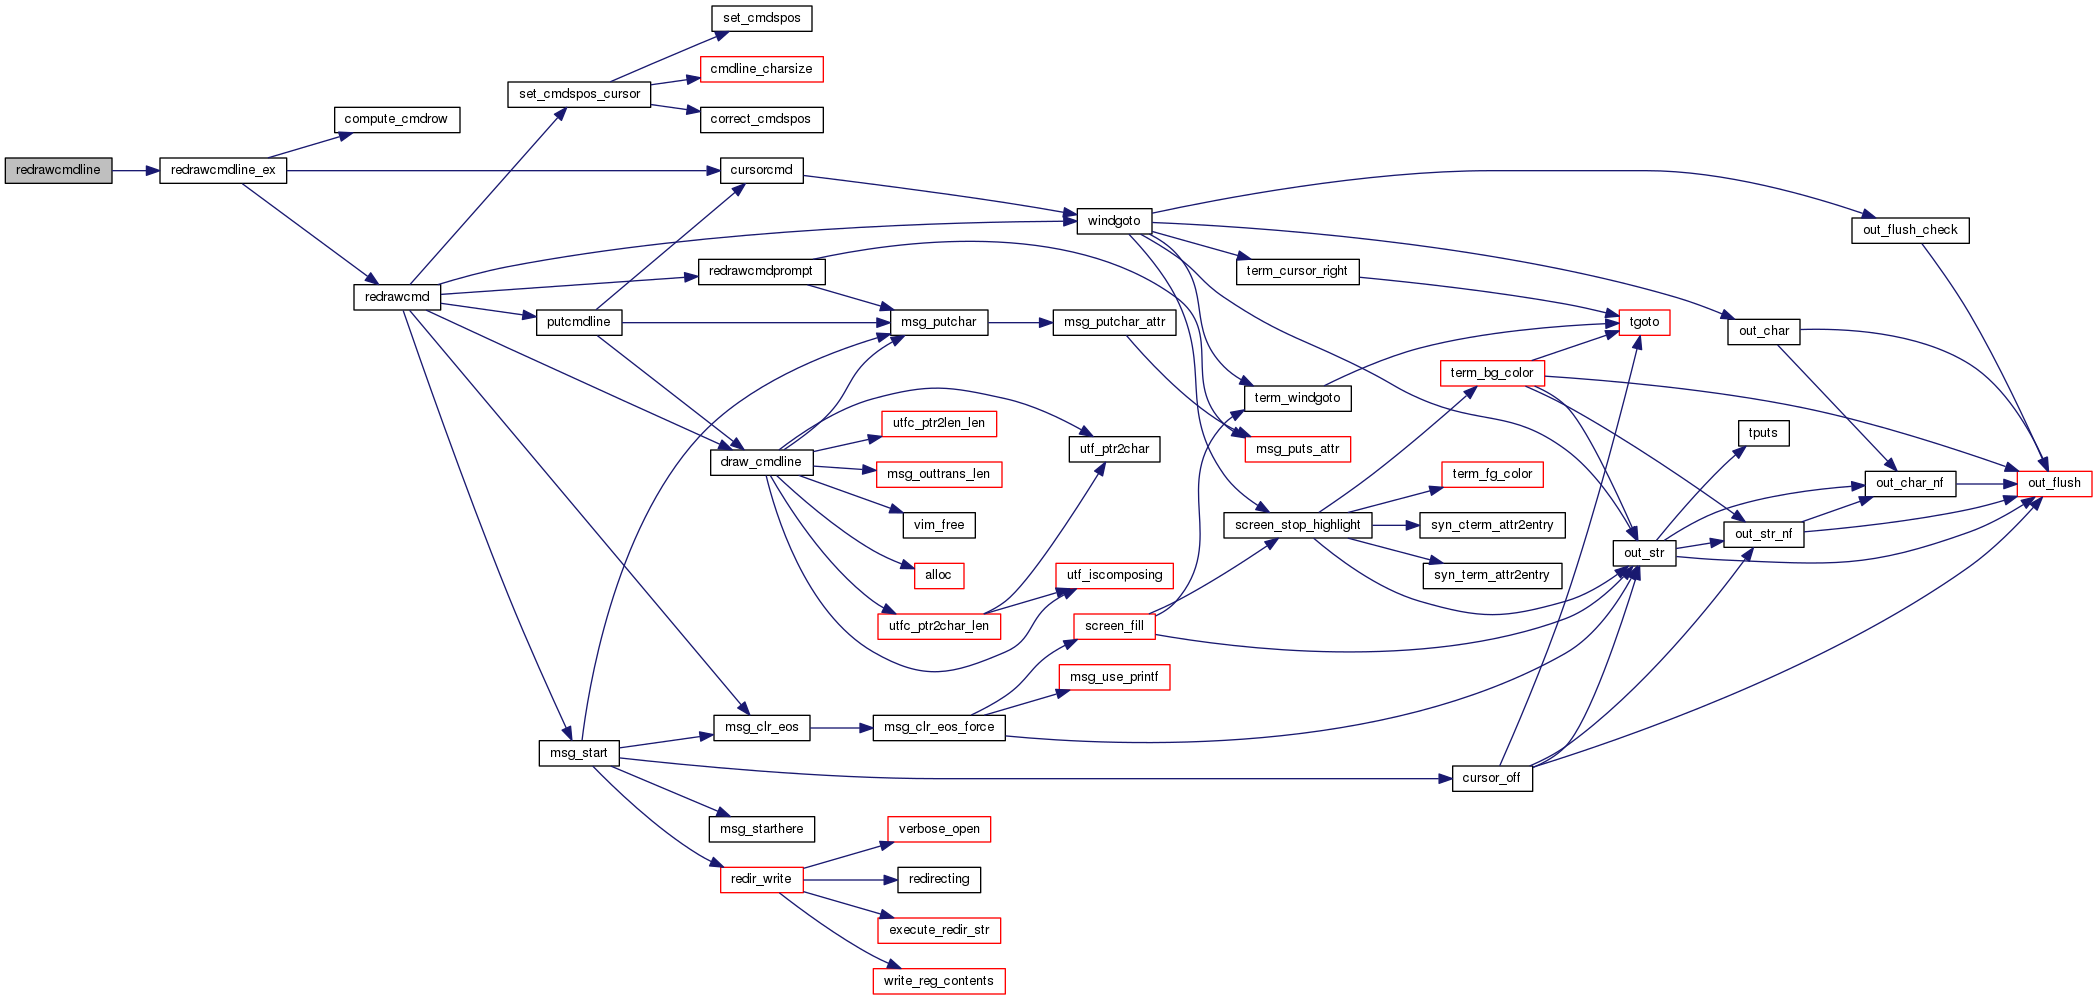 set_cmdspos
cmdline_charsize
set_cmdspos_cursor
compute_cmdrow
correct_cmdspos
redrawcmdline
redrawcmdline_ex
cursorcmd
windgoto
out_flush_check
redrawcmdprompt
term_cursor_right
redrawcmd
putcmdline
msg_putchar
msg_putchar_attr
tgoto
out_char
term_bg_color
term_windgoto
utfc_ptr2len_len
tputs
draw_cmdline
utf_ptr2char
msg_puts_attr
msg_outtrans_len
term_fg_color
out_char_nf
out_flush
vim_free
screen_stop_highlight
syn_cterm_attr2entry
out_str_nf
out_str
alloc
utf_iscomposing
syn_term_attr2entry
utfc_ptr2char_len
screen_fill
msg_use_printf
msg_clr_eos
msg_clr_eos_force
msg_start
cursor_off
msg_starthere
verbose_open
redir_write
redirecting
execute_redir_str
write_reg_contents